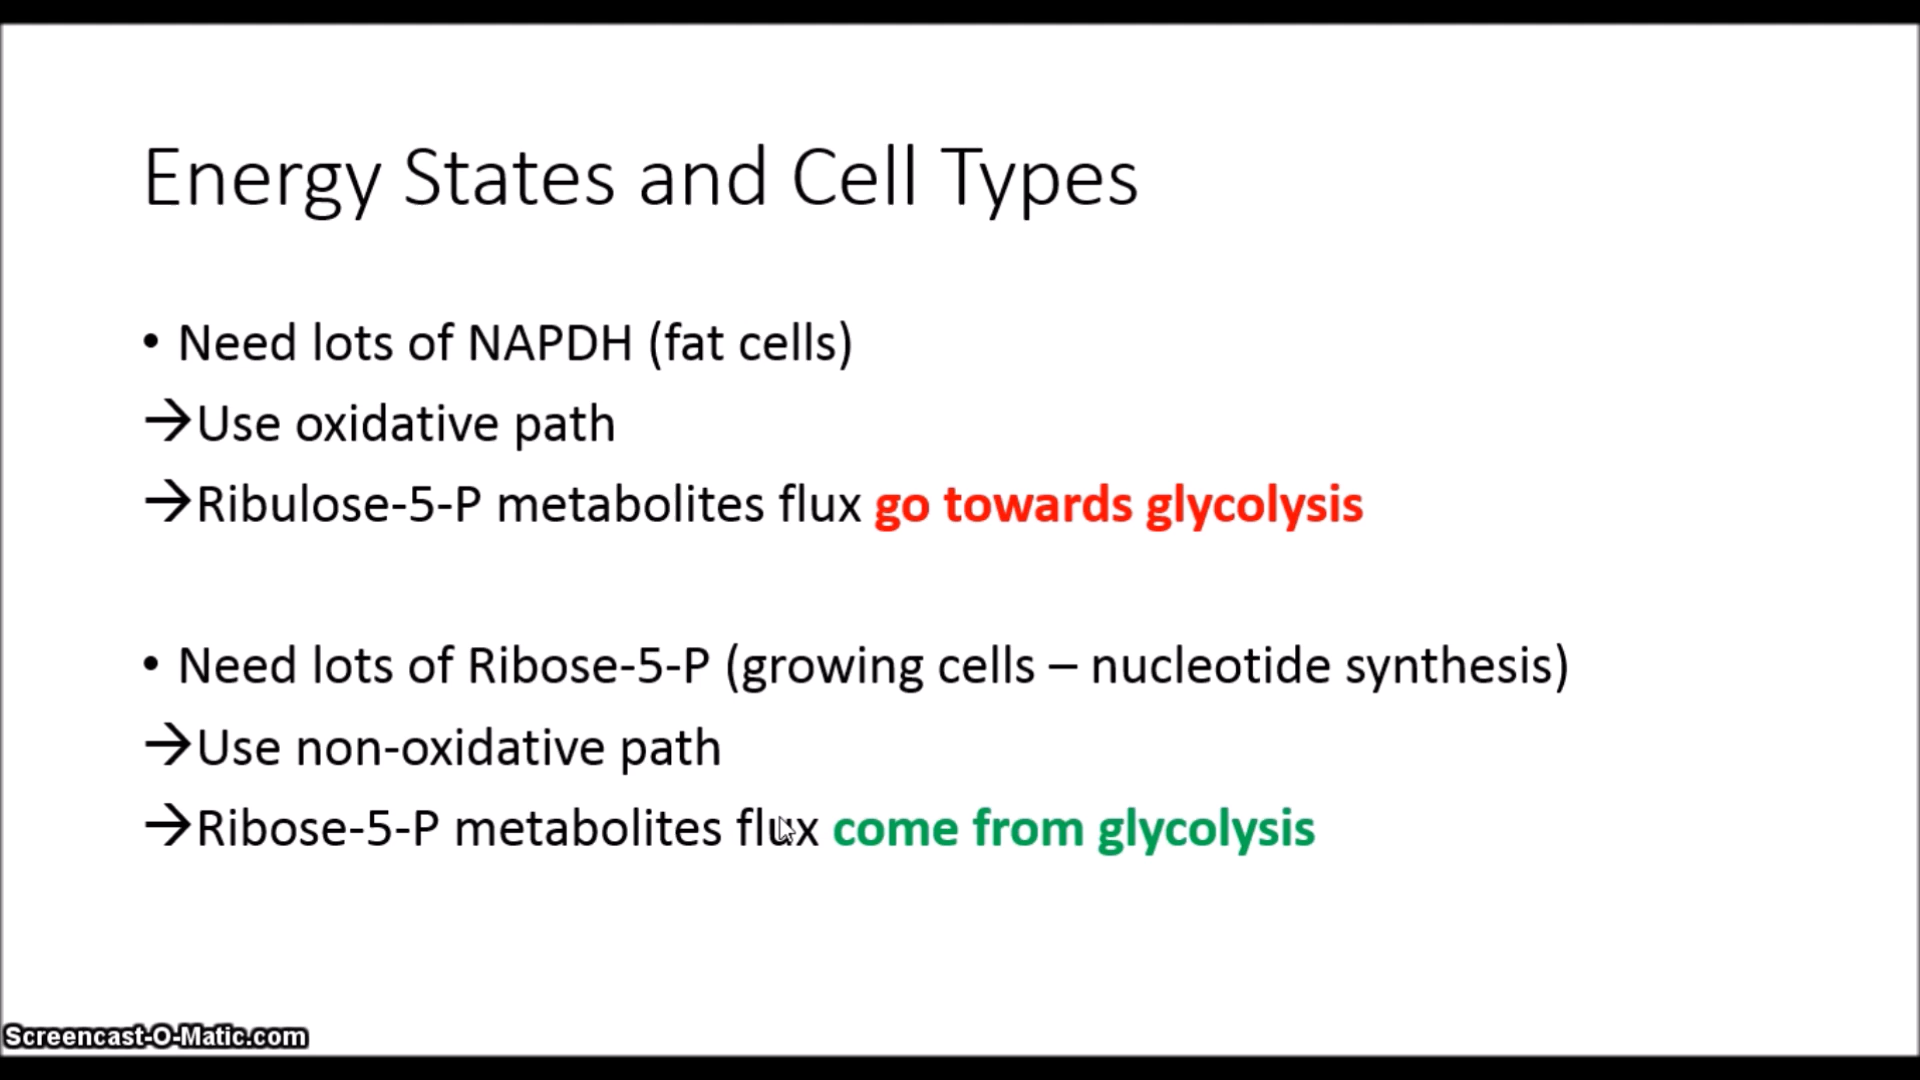 Energy States and Cell Types
• Need lots of NAPDH (fat cells)
→Use oxidative path
→Ribulose-5-P metabolites flux go towards glycolysis
• Need lots of Ribose-5-P (growing cells – nucleotide synthesis)
→Use non-oxidative path
→Ribose-5-P metabolites flux come from glycolysis
Screencast-O-Matic.com